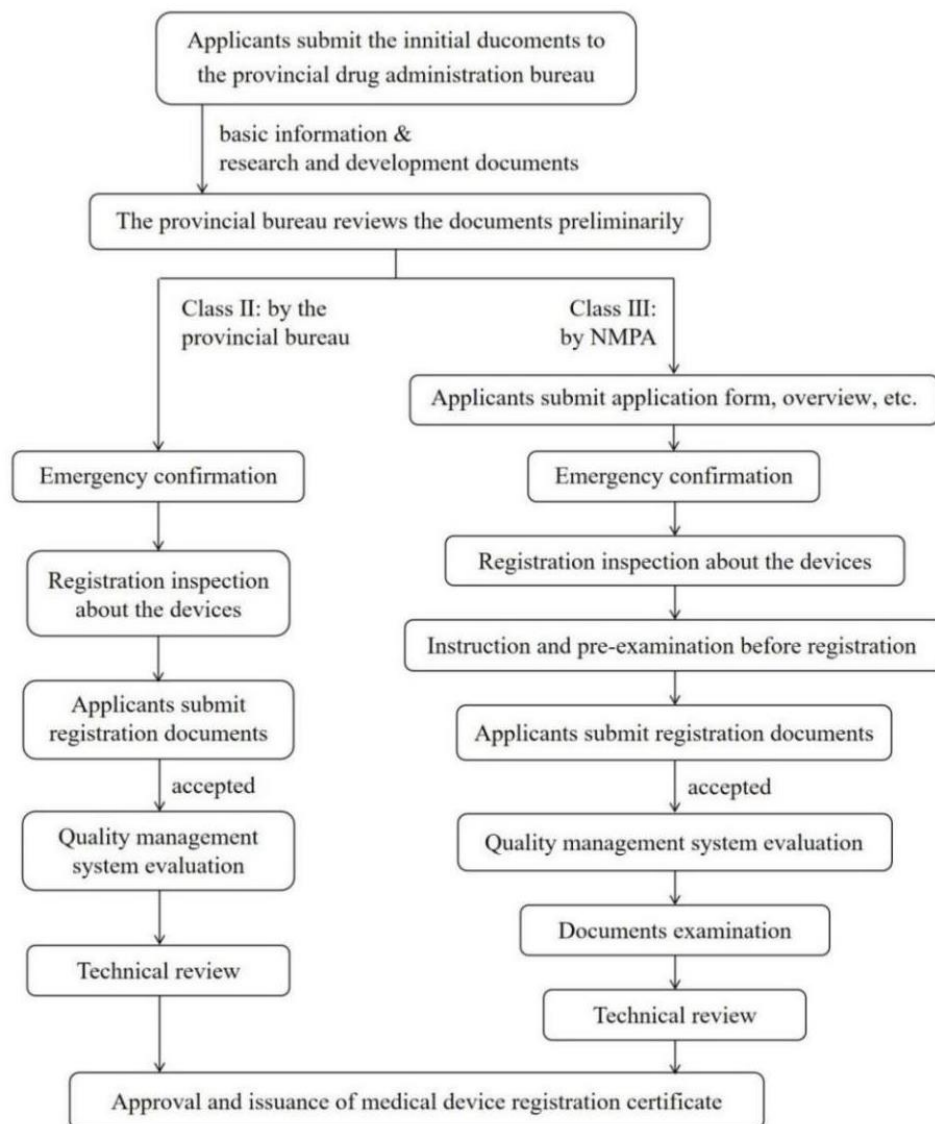 Applicants submit the innitial ducoments to
the provincial drug administration bureau
basic information &
research and development documents
The provincial bureau reviews the documents preliminarily
Class II: by the
provincial bureau
Class III:
by NMPA
Applicants submit application form, overview, etc.
Emergency confirmation
Emergency confirmation
Registration inspection
about the devices
Registration inspection about the devices
Instruction and pre-examination before registration
Applicants submit
registration documents
Applicants submit registration documents
accepted
accepted
Quality management
system evaluation
Quality management system evaluation
Documents examination
Technical review
Technical review
Approval and issuance of medical device registration certificate